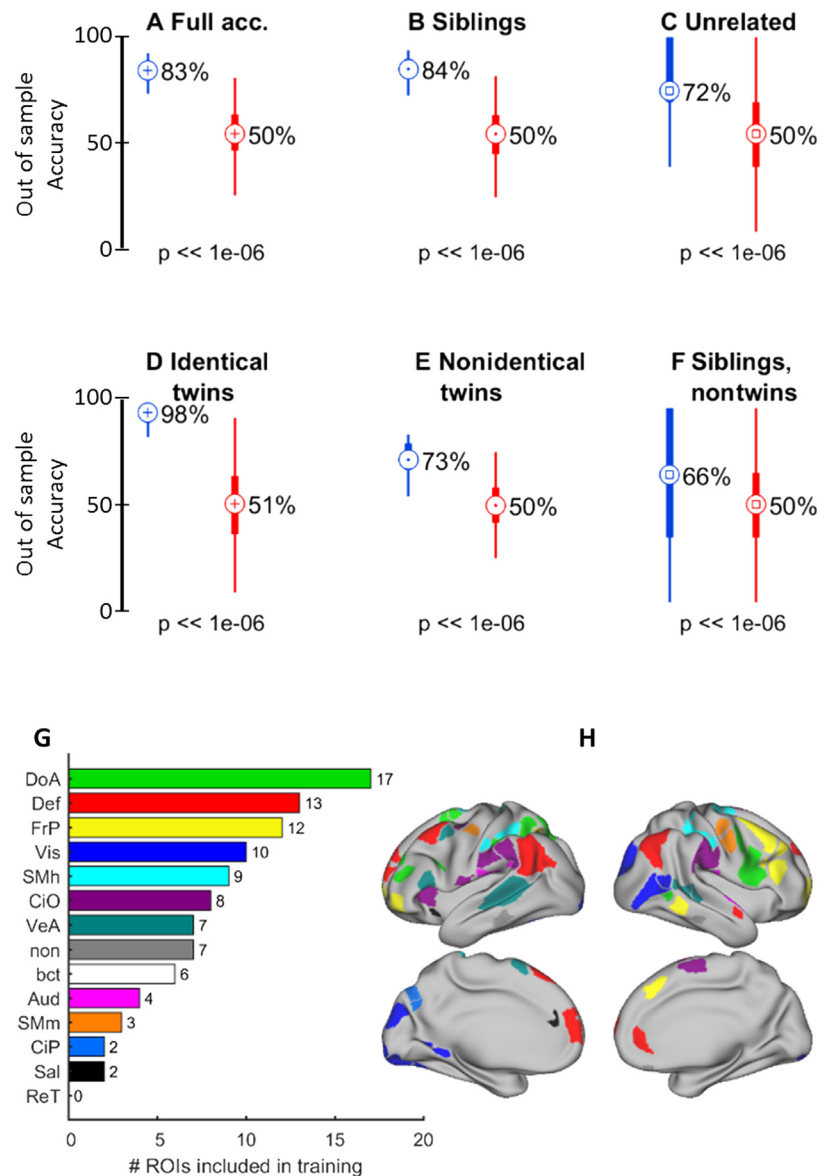 A Full acc.
B Siblings
C Unrelated
Out of sample
Accuracy
100
50
0
83%
50%
84%
50%
72%
50%
p << 1e-06
p << 1e-06
p << 1e-06
D Identical
twins
E Nonidentical
twins
F Siblings,
nontwins
Out of sample
Accuracy
100
50
0
98%
51%
73%
50%
66%
50%
p << 1e-06
p << 1e-06
p << 1e-06
G
H
DoA 17
Def 13
FrP 12
Vis 10
SMh 9
CiO 8
VeA 7
non 7
bct 6
Aud 4
SMm 3
CiP 2
Sal 2
ReT 0
0 5 10 15 20
# ROIs included in training